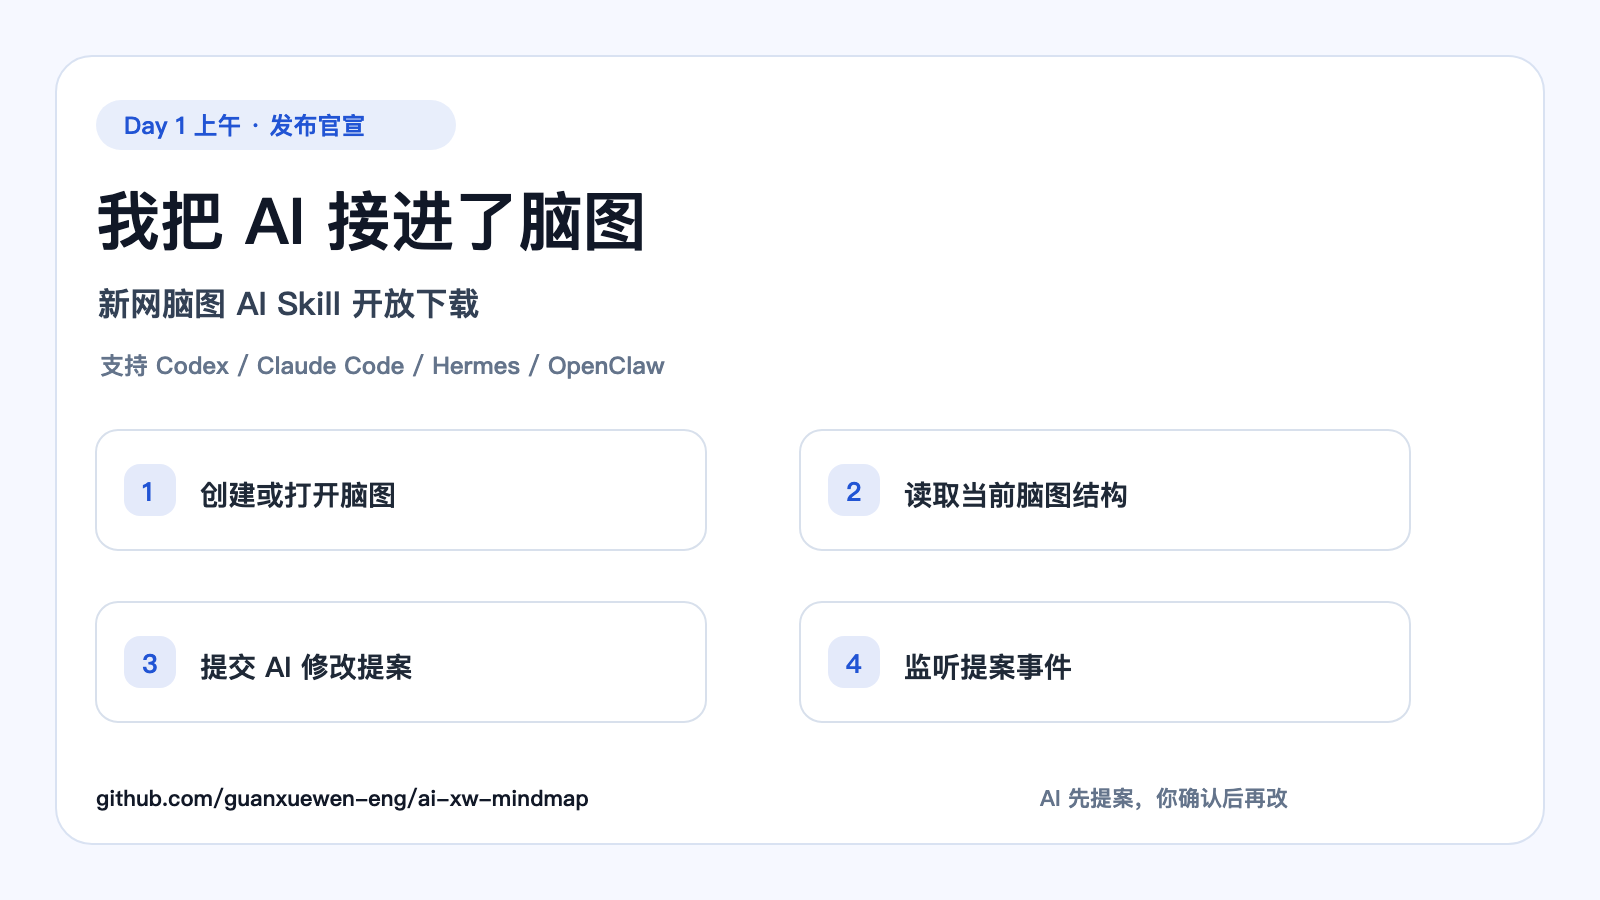 Day 1 上午 · 发布官宣
我把 AI 接进了脑图
新网脑图 AI Skill 开放下载
支持 Codex / Claude Code / Hermes / OpenClaw
1 创建或打开脑图
2 读取当前脑图结构
3 提交 AI 修改提案
4 监听提案事件
github.com/guanxuewen-eng/ai-xw-mindmap
AI 先提案，你确认后再改